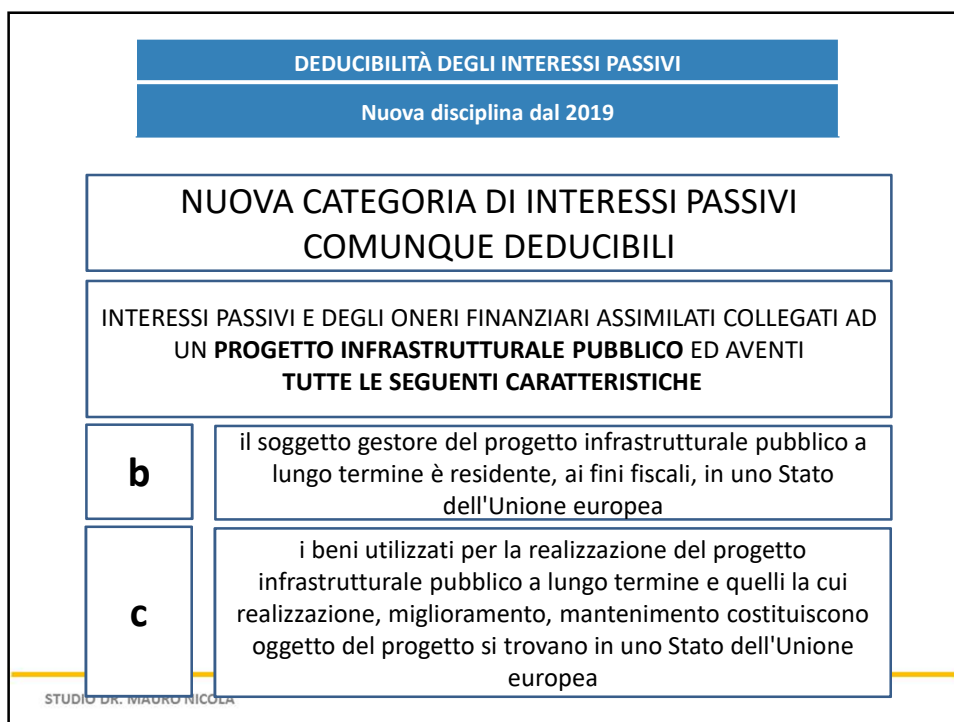 DEDUCIBILITÀ DEGLI INTERESSI PASSIVI
Nuova disciplina dal 2019
NUOVA CATEGORIA DI INTERESSI PASSIVI
COMUNQUE DEDUCIBILI
INTERESSI PASSIVI E DEGLI ONERI FINANZIARI ASSIMILATI COLLEGATI AD
UN PROGETTO INFRASTRUTTURALE PUBBLICO ED AVENTI
TUTTE LE SEGUENTI CARATTERISTICHE
b
il soggetto gestore del progetto infrastrutturale pubblico a
lungo termine è residente, ai fini fiscali, in uno Stato
dell'Unione europea
c
i beni utilizzati per la realizzazione del progetto
infrastrutturale pubblico a lungo termine e quelli la cui
realizzazione, miglioramento, mantenimento costituiscono
oggetto del progetto si trovano in uno Stato dell'Unione
europea
STUDIO DR. MAURO NICOLA